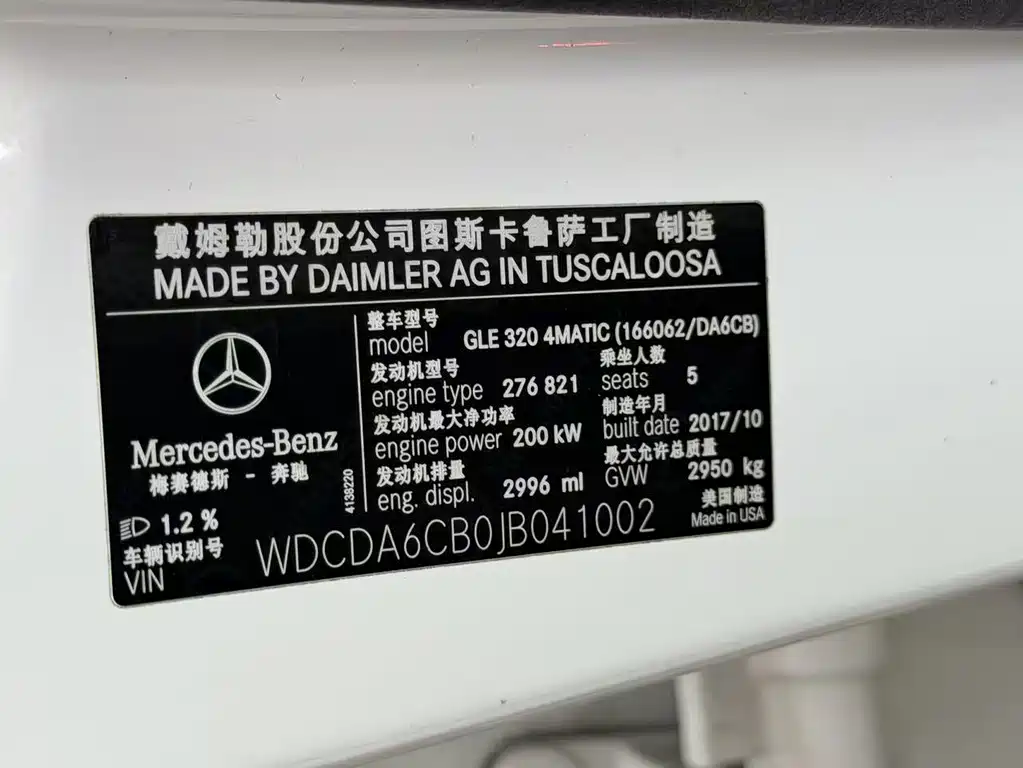 戴姆勒股份公司图斯卡鲁萨工厂制造
MADE BY DAIMLER AG IN TUSCALOOSA
Mercedes-Benz
梅赛德斯 - 奔驰
4138220
整车型号
model GLE 320 4MATIC (166062/DA6CB)
发动机型号 乘坐人数
engine type 276 821 seats 5
发动机最大净功率 制造年月
engine power 200 kW built date 2017/10
发动机排量 最大允许总质量
eng. displ. 2996 ml GVW 2950 kg
1.2 % 美国制造
Made in USA
车辆识别号
VIN WDCDA6CB0JB041002